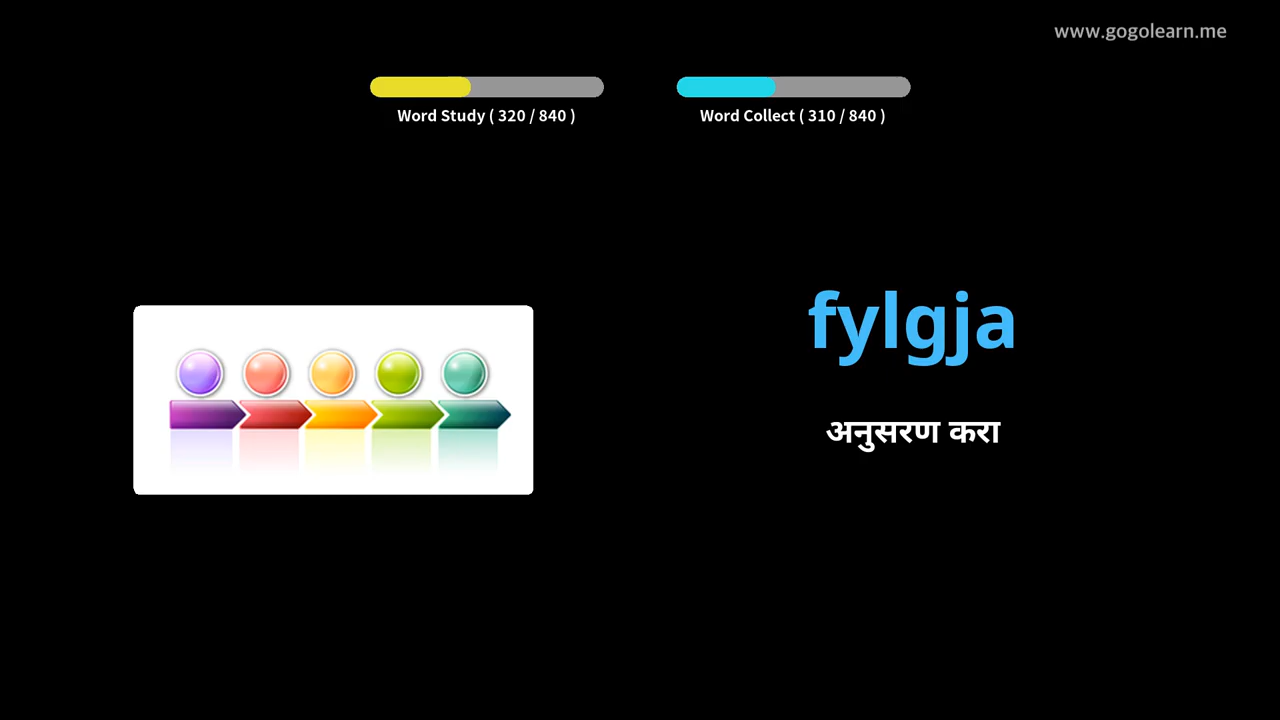 www.gogolearn.me
Word Study ( 320 / 840 )
Word Collect ( 310 / 840 )
fylgja
अनुसरण करा